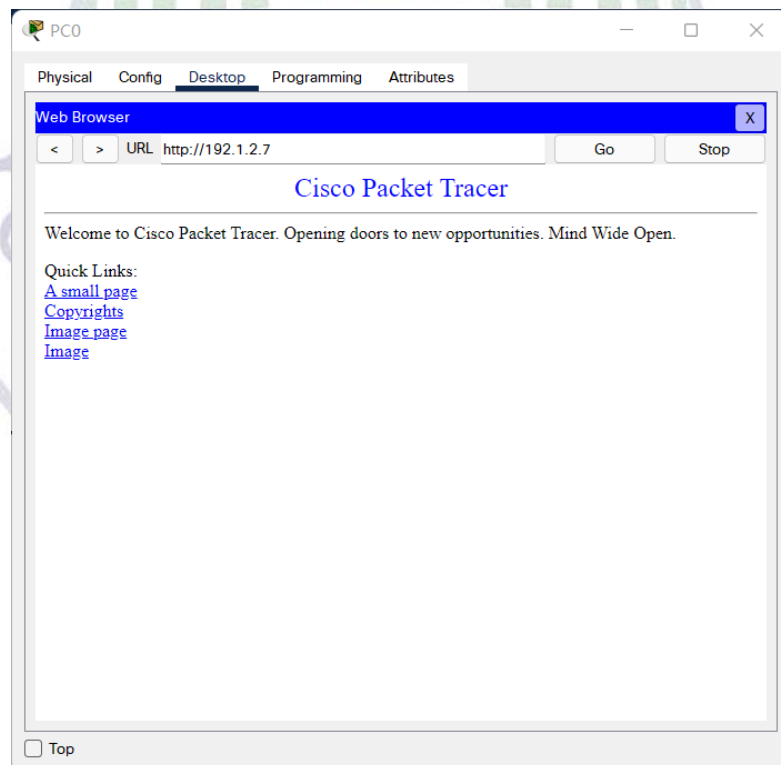 PC0
Physical Config Desktop Programming Attributes
Web Browser X
< > URL http://192.1.2.7 Go Stop
Cisco Packet Tracer
Welcome to Cisco Packet Tracer. Opening doors to new opportunities. Mind Wide Open.
Quick Links:
A small page
Copyrights
Image page
Image
Top